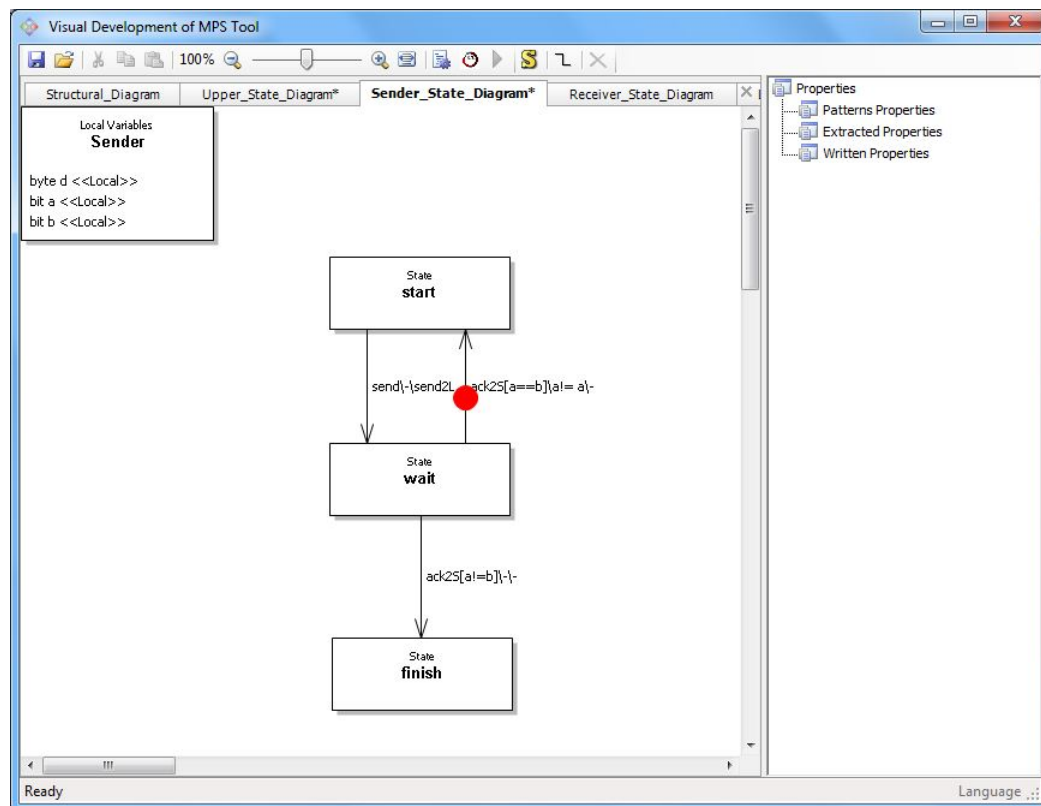 Visual Development of MPS Tool
100%
Structural_Diagram Upper_State_Diagram* Sender_State_Diagram* Receiver_State_Diagram
Local Variables
Sender
byte d <<Local>>
bit a <<Local>>
bit b <<Local>>
State
start
send\-\send2L ack2S[a==b]\a!= a\-
State
wait
ack2S[a!=b]\-\-
State
finish
Properties
Patterns Properties
Extracted Properties
Written Properties
Ready Language